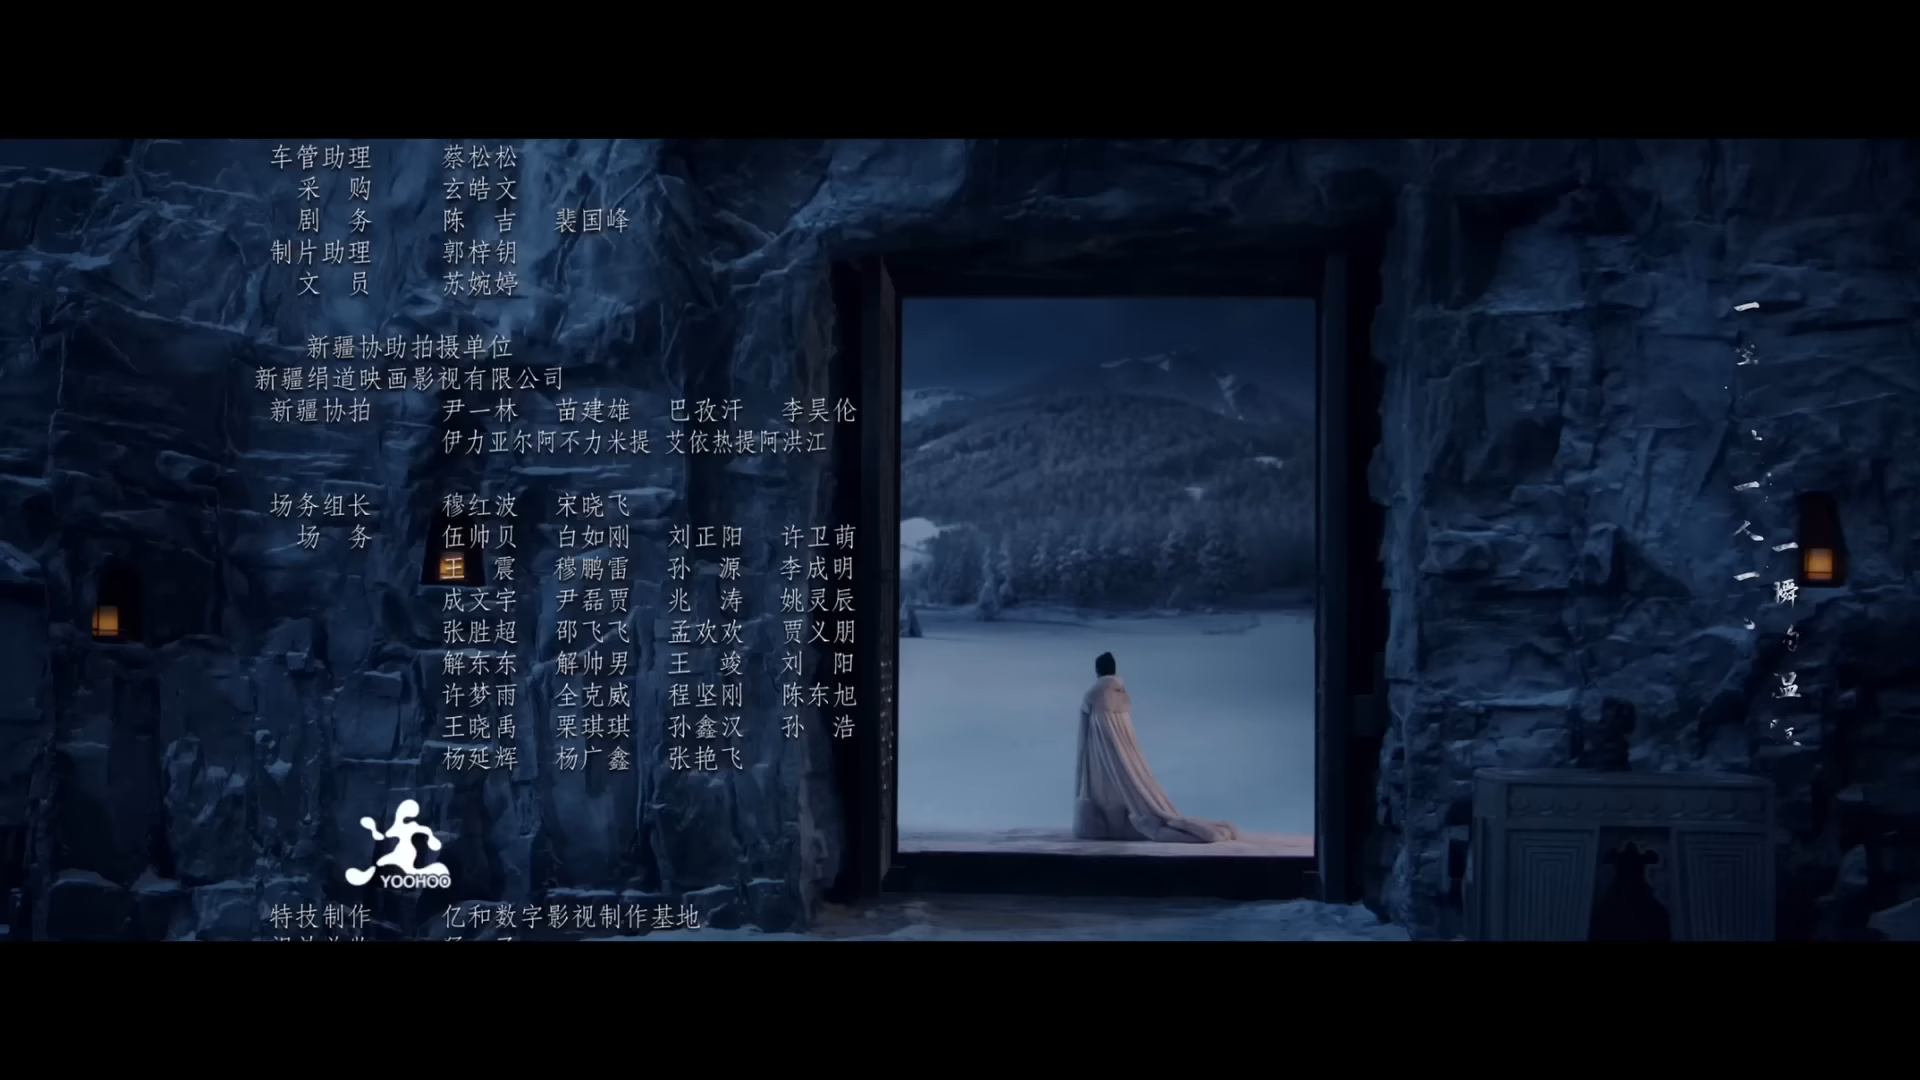 车管助理 蔡松松
采 购 玄皓文
剧 务 陈 吉 裴国峰
制片助理 郭梓钥
文 员 苏婉婷
新疆协助拍摄单位
新疆绢道映画影视有限公司
新疆协拍 尹一林 苗建雄 巴孜汗 李昊伦
伊力亚尔阿不力米提 艾依热提阿洪江
场务组长 穆红波 宋晓飞
场 务 伍帅贝 白如刚 刘正阳 许卫萌
王 震 穆鹏雷 孙 源 李成明
成文宇 尹磊贾 兆 涛 姚灵辰
张胜超 邵飞飞 孟欢欢 贾义朋
解东东 解帅男 王 竣 刘 阳
许梦雨 全克威 程坚刚 陈东旭
王晓禹 栗琪琪 孙鑫汉 孙 浩
杨延辉 杨广鑫 张艳飞
YOOHOO
特技制作 亿和数字影视制作基地
一 人 一
一瞬 温